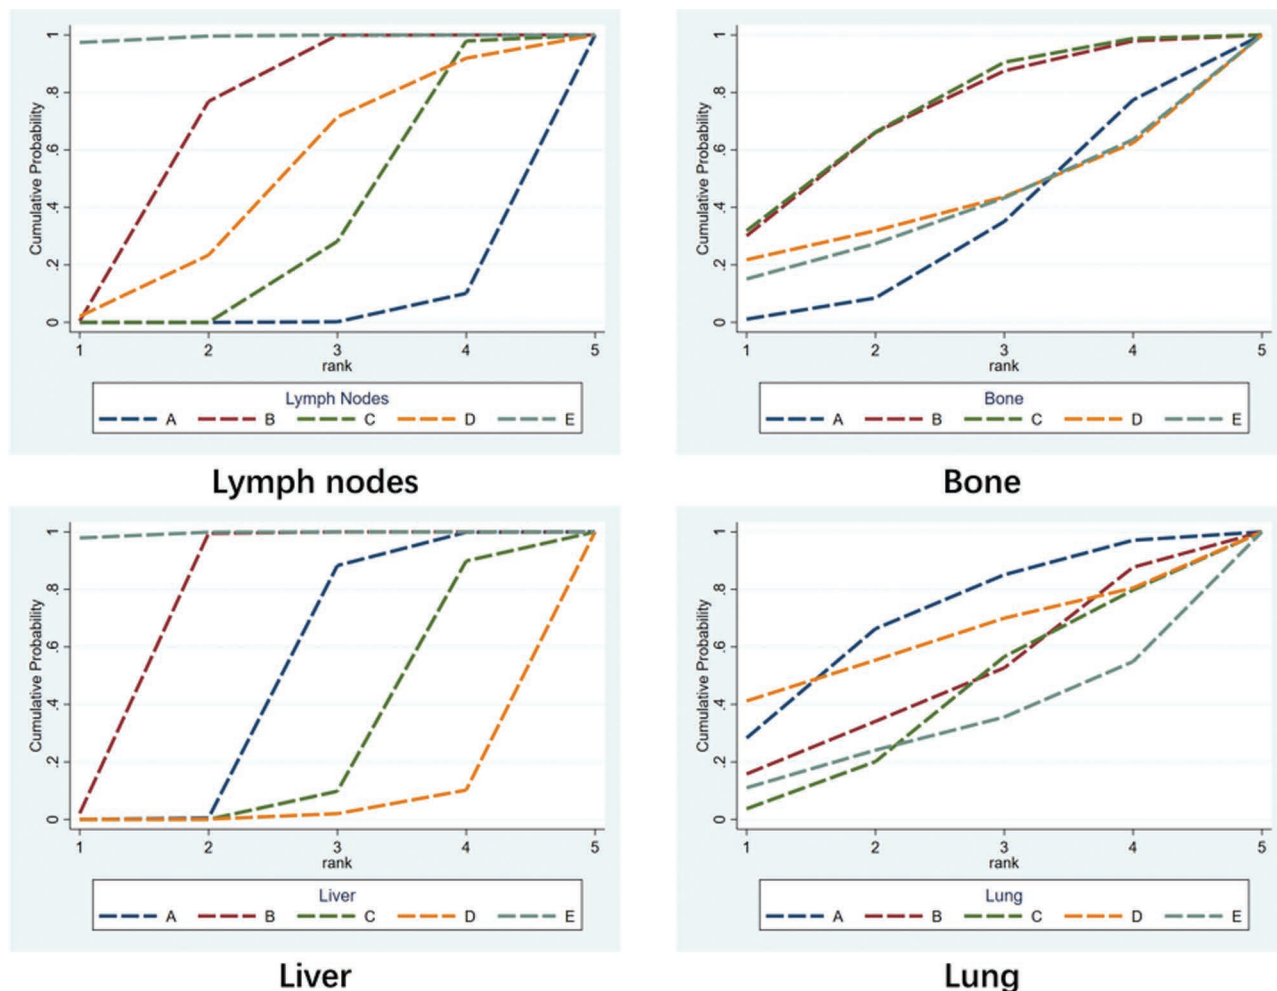 Cumulative Probability
1
.8
.6
.4
.2
0
1 2 3 4 5
rank
Lymph Nodes
A B C D E
Lymph nodes
Cumulative Probability
1
.8
.6
.4
.2
0
1 2 3 4 5
rank
Bone
A B C D E
Bone
Cumulative Probability
1
.8
.6
.4
.2
0
1 2 3 4 5
rank
Liver
A B C D E
Liver
Cumulative Probability
1
.8
.6
.4
.2
0
1 2 3 4 5
rank
Lung
A B C D E
Lung